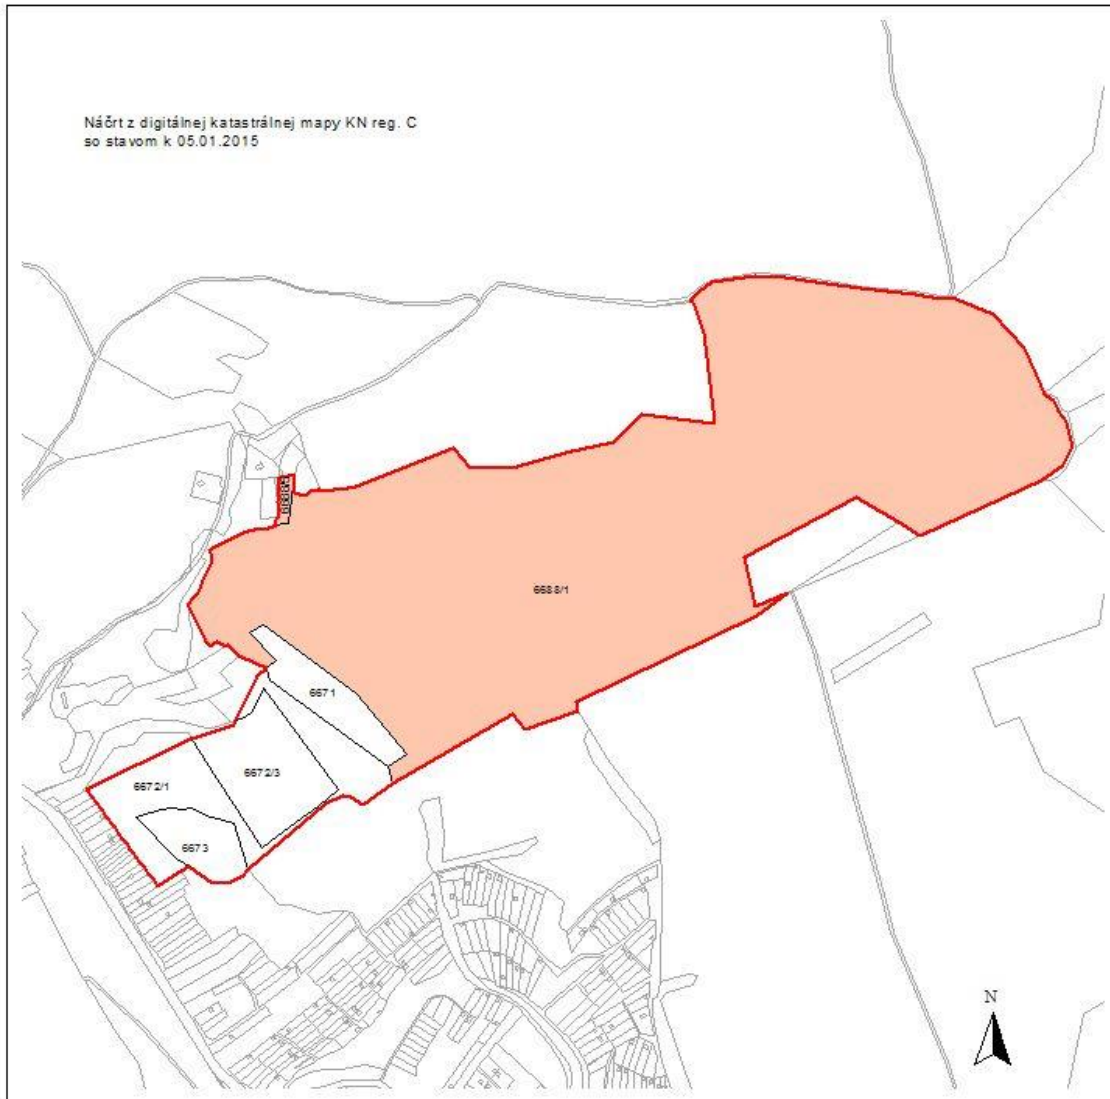 Náčrt z digitálnej katastrálnej mapy KN reg. C
so stavom k 05.01.2015
6688/1
6671
6672/3
6672/1
6673
N